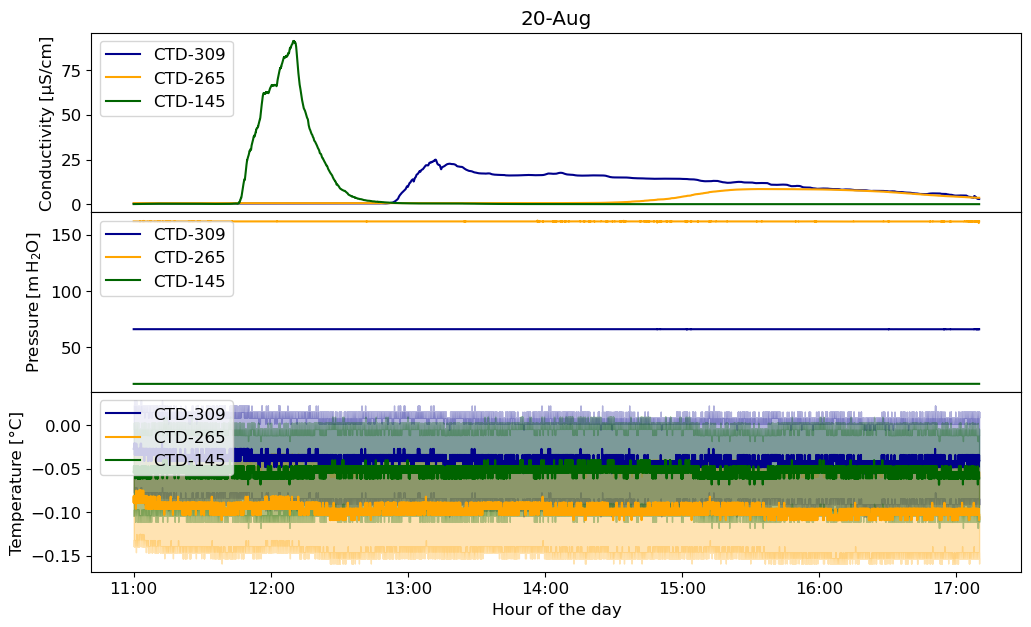 20-Aug
Conductivity [µS/cm]
75
50
25
0
CTD-309
CTD-265
CTD-145
Pressure [m H₂O]
150
100
50
CTD-309
CTD-265
CTD-145
Temperature [°C]
0.00
−0.05
−0.10
−0.15
CTD-309
CTD-265
CTD-145
11:00 12:00 13:00 14:00 15:00 16:00 17:00
Hour of the day